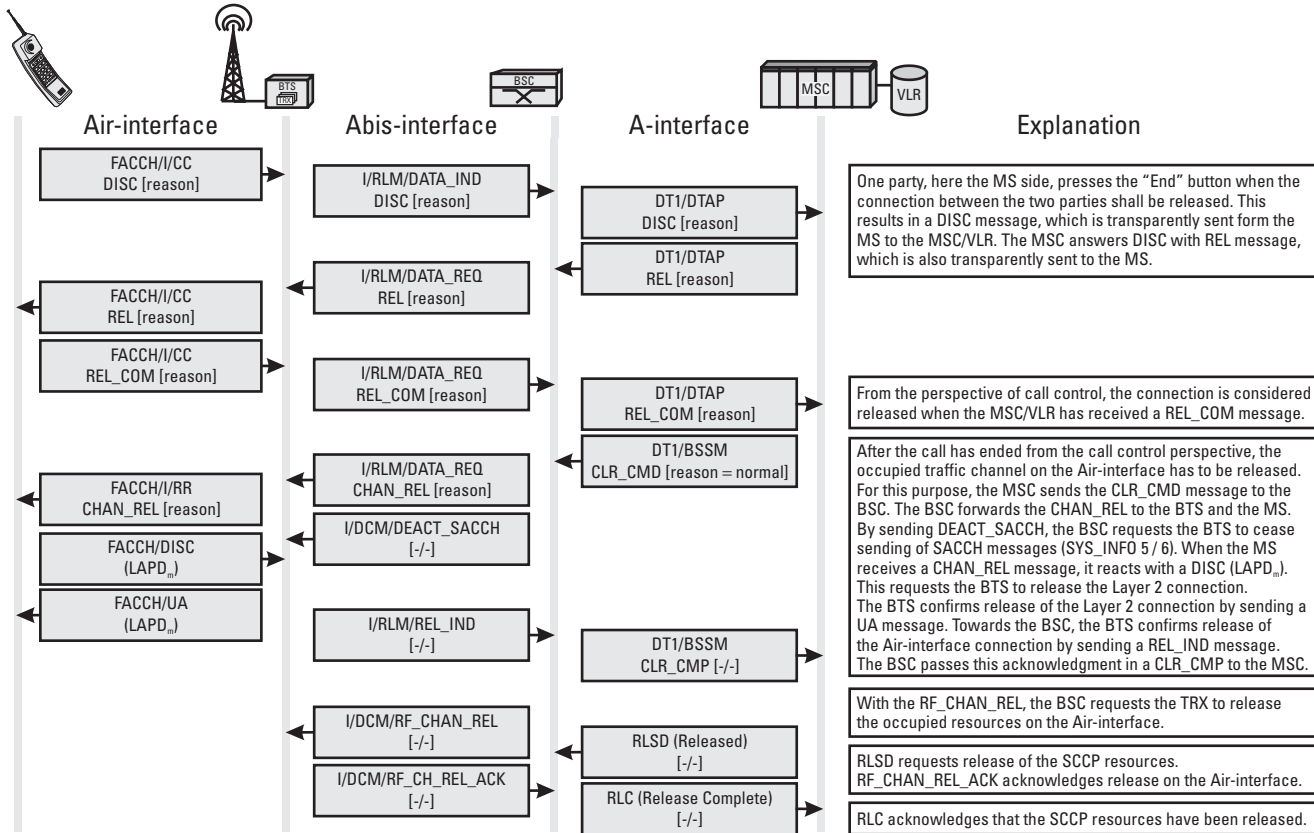 BTS
TRX
BSC
MSC
VLR
Air-interface
Abis-interface
A-interface
Explanation
FACCH/I/CC
DISC [reason]
I/RLM/DATA_IND
DISC [reason]
DT1/DTAP
DISC [reason]
DT1/DTAP
REL [reason]
I/RLM/DATA_REQ
REL [reason]
FACCH/I/CC
REL [reason]
One party, here the MS side, presses the “End” button when the
connection between the two parties shall be released. This
results in a DISC message, which is transparently sent form the
MS to the MSC/VLR. The MSC answers DISC with REL message,
which is also transparently sent to the MS.
FACCH/I/CC
REL_COM [reason]
I/RLM/DATA_REQ
REL_COM [reason]
DT1/DTAP
REL_COM [reason]
From the perspective of call control, the connection is considered
released when the MSC/VLR has received a REL_COM message.
DT1/BSSM
CLR_CMD [reason = normal]
I/RLM/DATA_REQ
CHAN_REL [reason]
FACCH/I/RR
CHAN_REL [reason]
I/DCM/DEACT_SACCH
[-/-]
FACCH/DISC
(LAPDm)
FACCH/UA
(LAPDm)
I/RLM/REL_IND
[-/-]
DT1/BSSM
CLR_CMP [-/-]
After the call has ended from the call control perspective, the
occupied traffic channel on the Air-interface has to be released.
For this purpose, the MSC sends the CLR_CMD message to the
BSC. The BSC forwards the CHAN_REL to the BTS and the MS.
By sending DEACT_SACCH, the BSC requests the BTS to cease
sending of SACCH messages (SYS_INFO 5 / 6). When the MS
receives a CHAN_REL message, it reacts with a DISC (LAPDm).
This requests the BTS to release the Layer 2 connection.
The BTS confirms release of the Layer 2 connection by sending a
UA message. Towards the BSC, the BTS confirms release of
the Air-interface connection by sending a REL_IND message.
The BSC passes this acknowledgment in a CLR_CMP to the MSC.
I/DCM/RF_CHAN_REL
[-/-]
With the RF_CHAN_REL, the BSC requests the TRX to release
the occupied resources on the Air-interface.
RLSD (Released)
[-/-]
I/DCM/RF_CH_REL_ACK
[-/-]
RLSD requests release of the SCCP resources.
RF_CHAN_REL_ACK acknowledges release on the Air-interface.
RLC (Release Complete)
[-/-]
RLC acknowledges that the SCCP resources have been released.